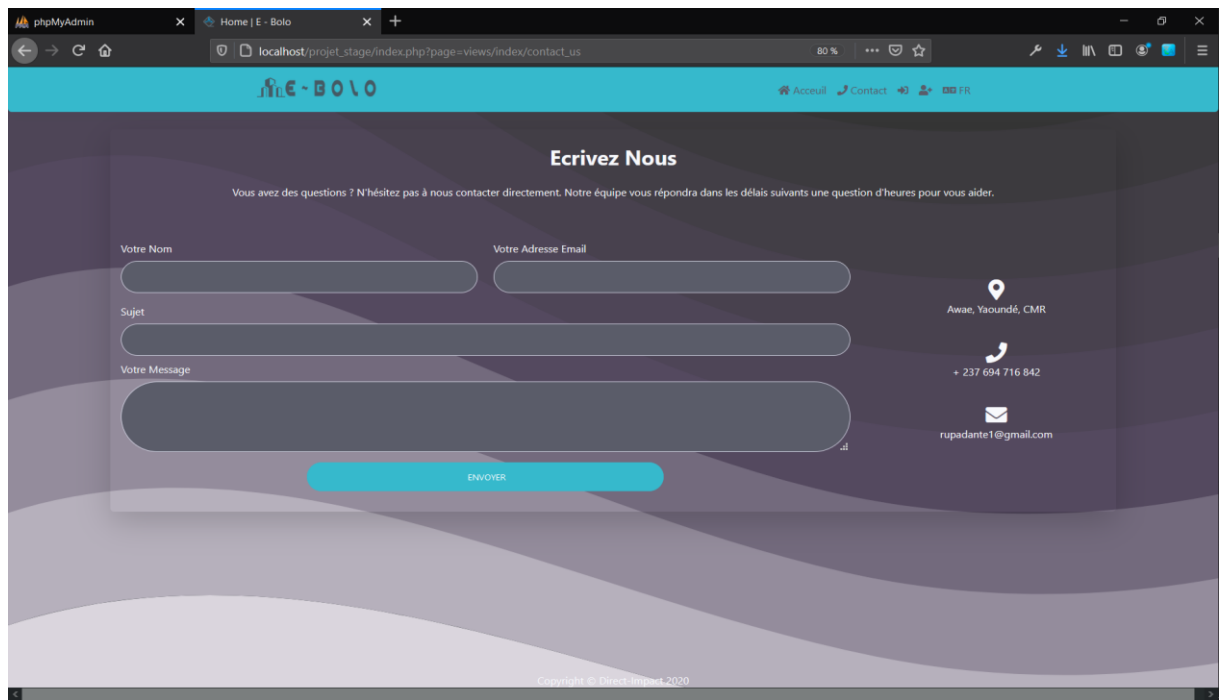 phpMyAdmin
Home | E - Bolo
localhost/projet_stage/index.php?page=views/index/contact_us
80 %
E-BOLO
Acceuil
Contact
FR
Ecrivez Nous
Vous avez des questions ? N'hésitez pas à nous contacter directement. Notre équipe vous répondra dans les délais suivants une question d'heures pour vous aider.
Votre Nom
Votre Adresse Email
Sujet
Votre Message
ENVOYER
Awae, Yaoundé, CMR
+ 237 694 716 842
rupadante1@gmail.com
Copyright © Direct-Impact 2020